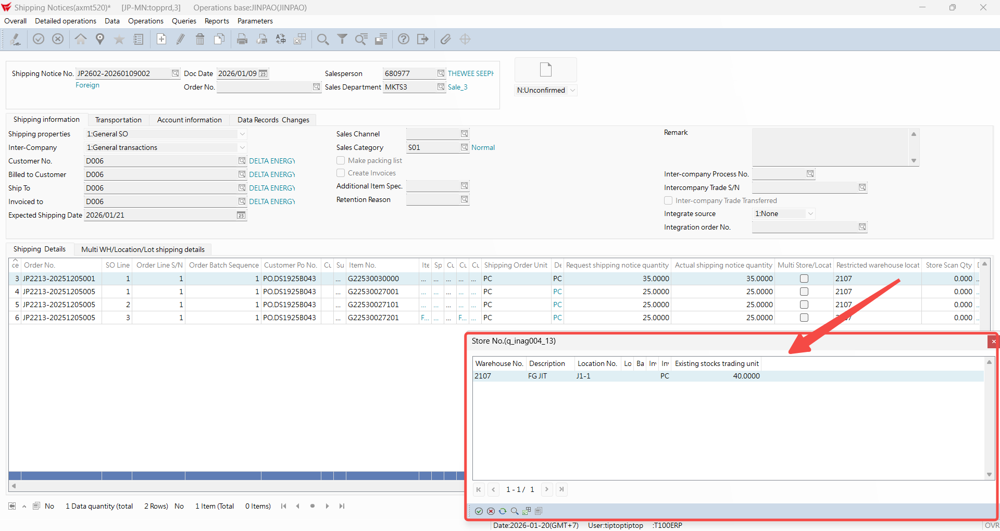 Shipping Notices(axmt520)* [JP-MN:topprd,3] Operations base:JINPAO(JINPAO)
Overall Detailed operations Data Operations Queries Reports Parameters
Shipping Notice No. JP2602-20260109002 Doc Date 2026/01/09 25 Salesperson 680977 THEWEE SEEPH
Foreign Order No. Sales Department MKTS3 Sale_3
N:Unconfirmed
Shipping information Transportation Account information Data Records Changes
Shipping properties 1:General SO Sales Channel Remark
Inter-Company 1:General transactions Sales Category S01 Normal
Customer No. D006 DELTA ENERGY Make packing list
Billed to Customer D006 DELTA ENERGY Create Invoices Inter-company Process No.
Ship To D006 DELTA ENERGY Additional Item Spec. Intercompany Trade S/N
Invoiced to D006 DELTA ENERGY Retention Reason Inter-company Trade Transferred
Expected Shipping Date 2026/01/21 25 Integrate source 1:None
Integration order No.
Shipping Details Multi WH/Location/Lot shipping details
ce Order No. SO Line Order Line S/N Order Batch Sequence Customer Po No. Cu Su Item No. Ite Sp Cu Cu Cu Shipping Order Unit De Request shipping notice quantity Actual shipping notice quantity Multi Store/Locat Restricted warehouse locat Store Scan Qty
3 JP2213-20251205001 1 1 1 PO.DS1925B043 ... G22530030000 ... ... ... ... ... PC PC 35.0000 35.0000 2107 0.000 ..
4 JP2213-20251205005 1 1 1 PO.DS1925B043 ... G22530027001 ... ... ... ... ... PC PC 25.0000 25.0000 2107 0.000 ..
5 JP2213-20251205005 2 1 1 PO.DS1925B043 ... G22530027101 ... ... ... ... ... PC PC 25.0000 25.0000 2107 0.000 ..
6 JP2213-20251205005 3 1 1 PO.DS1925B043 ... G22530027201 F... ... ... F... ... PC PC 25.0000 25.0000 0.000 ..
Store No.(q_inag004_13)
Warehouse No. Description Location No. Lo Ba Inv Inv Existing stocks trading unit
2107 FG JIT J1-1 PC 40.0000
1 - 1 / 1
No 1 Data quantity (total 2 Rows) No 1 Item (Total 0 Items)
Date:2026-01-20(GMT+7) User:tiptoptiptop :T100ERP OVR